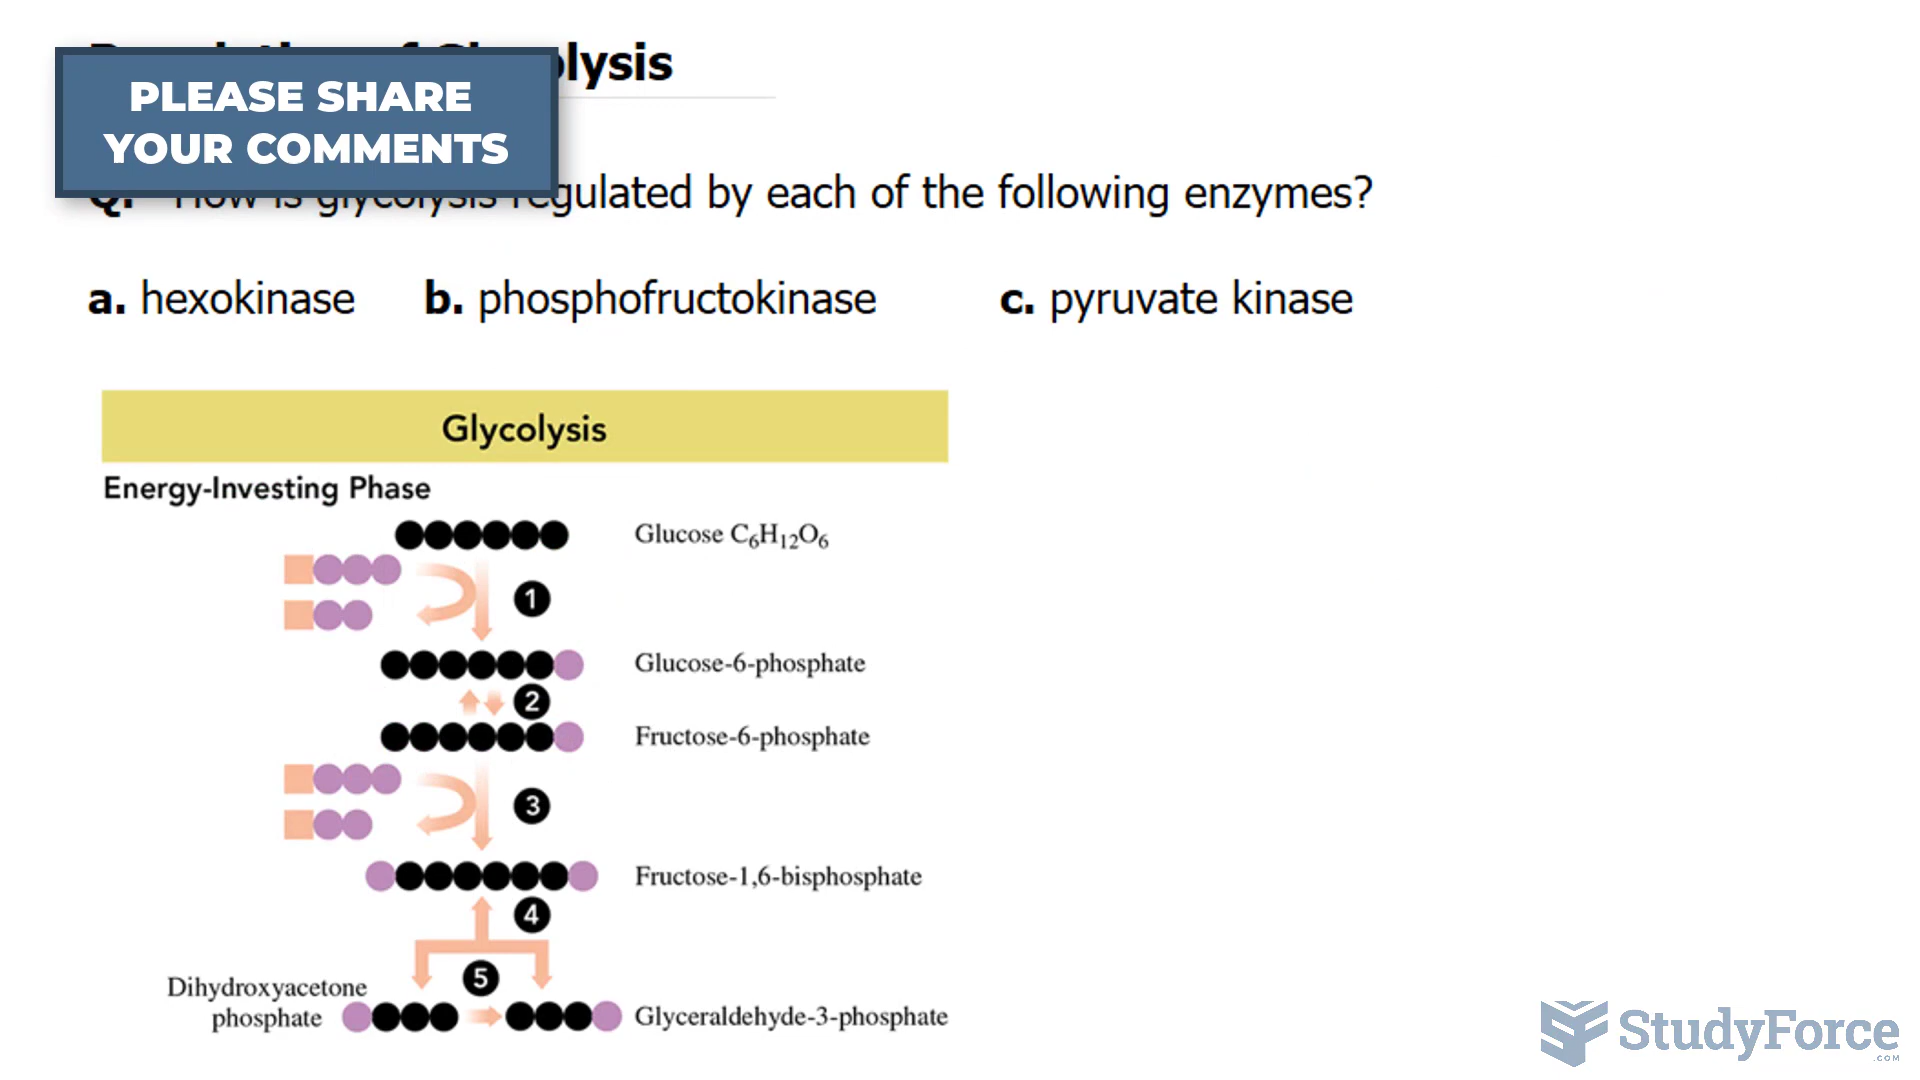 lysis
PLEASE SHARE
YOUR COMMENTS
gulated by each of the following enzymes?
a. hexokinase b. phosphofructokinase c. pyruvate kinase
Glycolysis
Energy-Investing Phase
Glucose C₆H₁₂O₆
1
Glucose-6-phosphate
2
Fructose-6-phosphate
3
Fructose-1,6-bisphosphate
4
5
Dihydroxyacetone
phosphate
Glyceraldehyde-3-phosphate
StudyForce
.COM